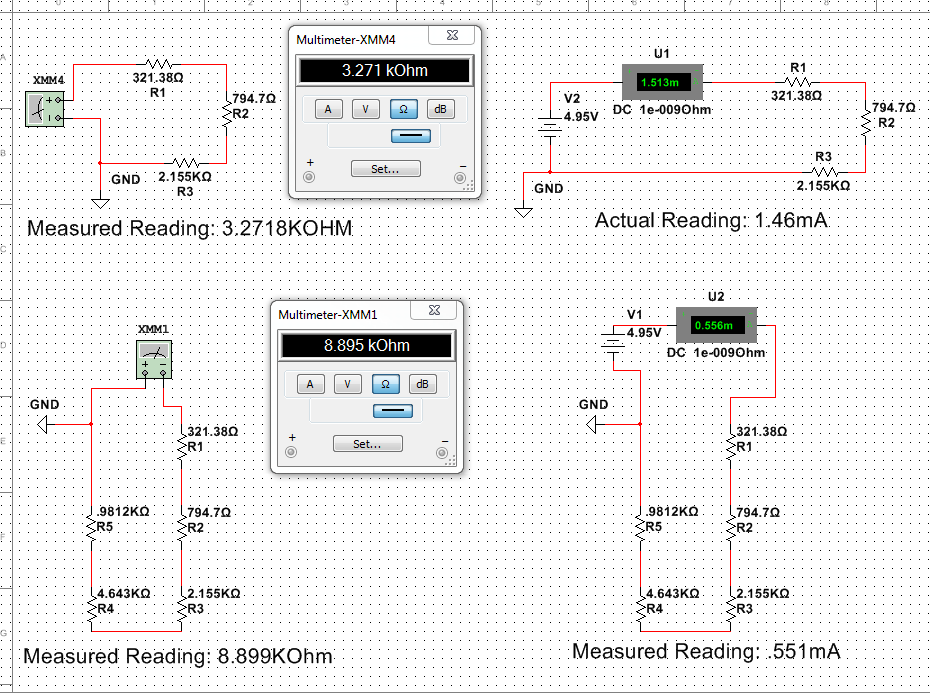 XMM4
321.38Ω
R1
794.7Ω
R2
GND
2.155KΩ
R3
Measured Reading: 3.2718KOHM
Multimeter-XMM4
3.271 kOhm
A V Ω dB
+ Set... –
U1
1.513m
DC 1e-009Ohm
V2
4.95V
R1
321.38Ω
794.7Ω
R2
R3
2.155KΩ
GND
Actual Reading: 1.46mA
XMM1
GND
321.38Ω
R1
.9812KΩ
R5
794.7Ω
R2
4.643KΩ
R4
2.155KΩ
R3
Measured Reading: 8.899KOhm
Multimeter-XMM1
8.895 kOhm
A V Ω dB
+ Set... –
U2
0.556m
DC 1e-009Ohm
V1
4.95V
GND
321.38Ω
R1
.9812KΩ
R5
794.7Ω
R2
4.643KΩ
R4
2.155KΩ
R3
Measured Reading: .551mA